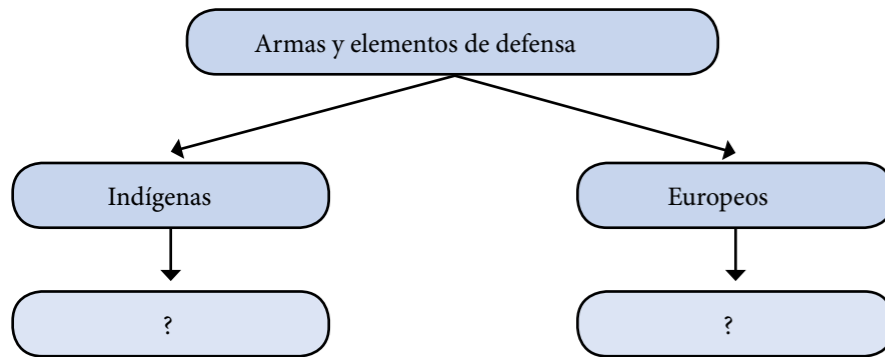 Armas y elementos de defensa
Indígenas
Europeos
?
?